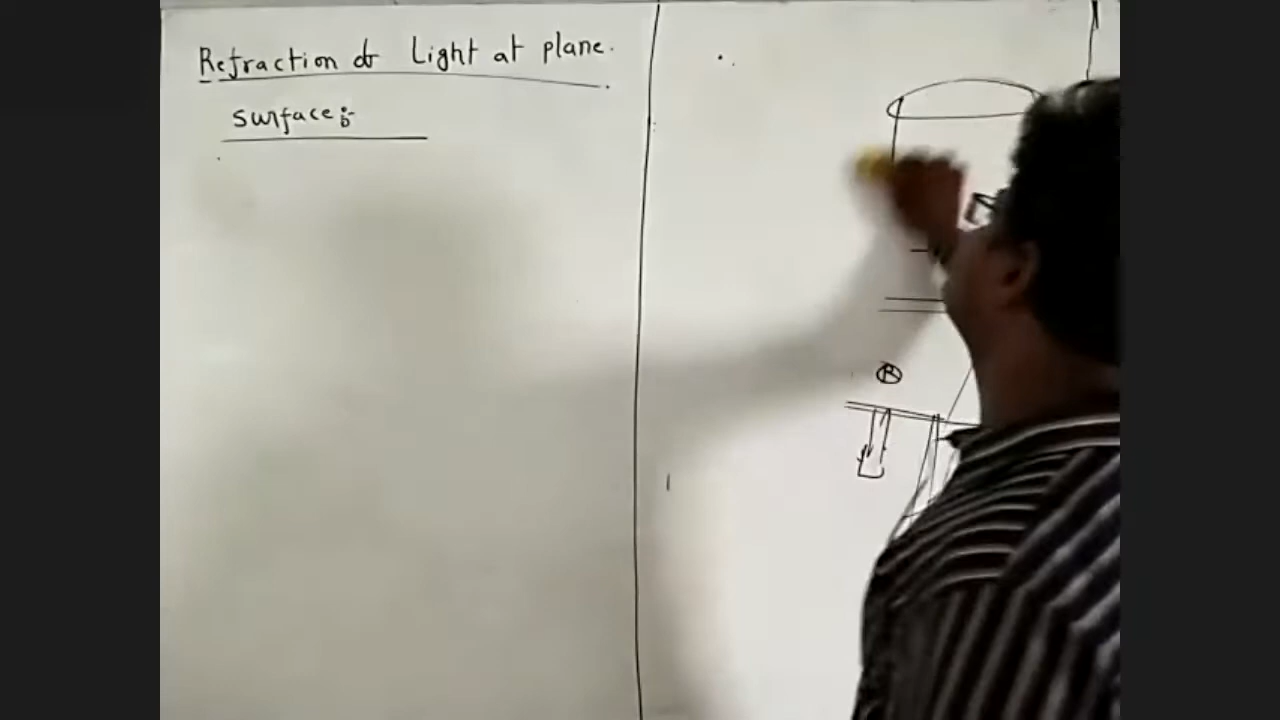 Refraction of Light at plane.
surface:-
R